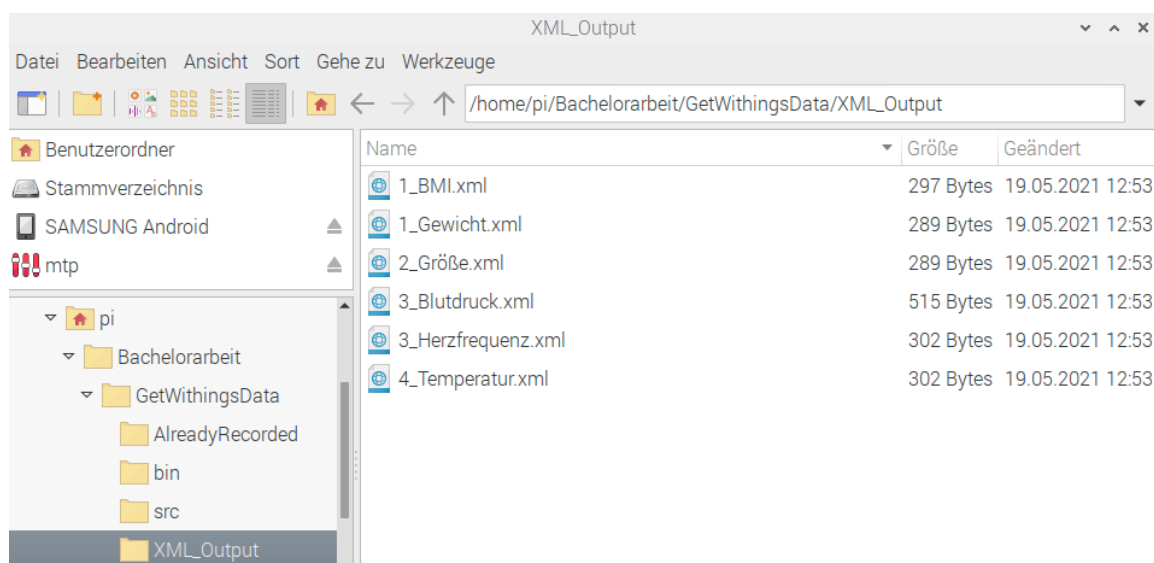 XML_Output
Datei Bearbeiten Ansicht Sort Gehe zu Werkzeuge
/home/pi/Bachelorarbeit/GetWithingsData/XML_Output
Benutzerordner
Stammverzeichnis
SAMSUNG Android
mtp
pi
Bachelorarbeit
GetWithingsData
AlreadyRecorded
bin
src
XML_Output
Name Größe Geändert
1_BMI.xml 297 Bytes 19.05.2021 12:53
1_Gewicht.xml 289 Bytes 19.05.2021 12:53
2_Größe.xml 289 Bytes 19.05.2021 12:53
3_Blutdruck.xml 515 Bytes 19.05.2021 12:53
3_Herzfrequenz.xml 302 Bytes 19.05.2021 12:53
4_Temperatur.xml 302 Bytes 19.05.2021 12:53